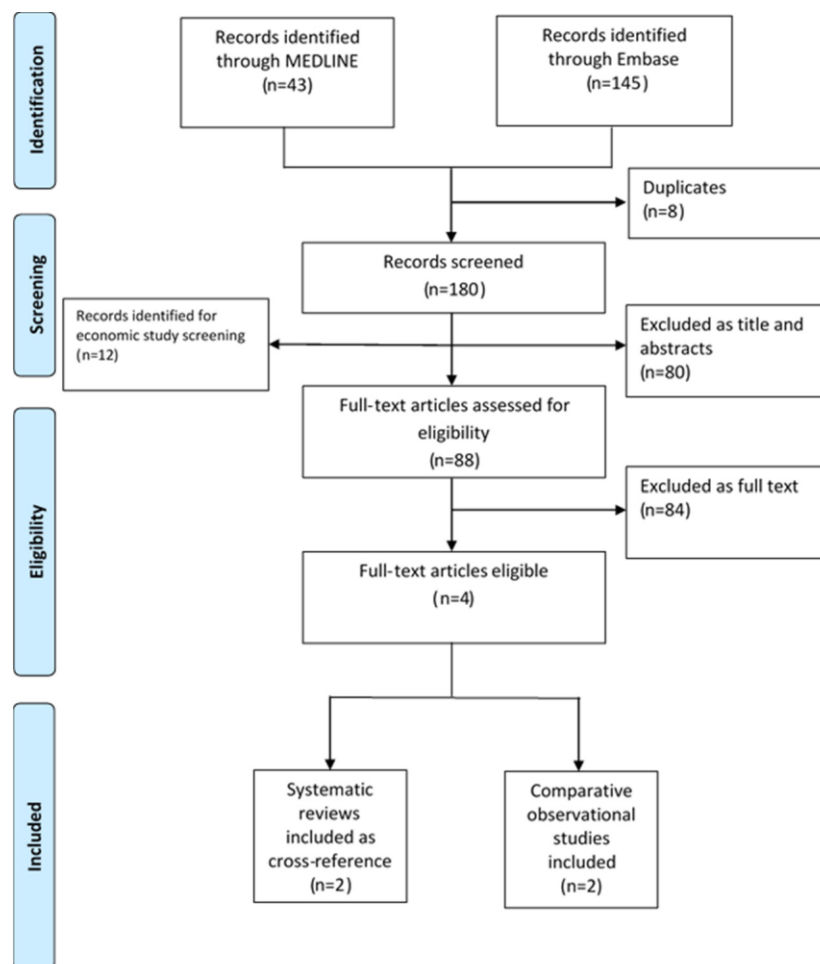 Identification
Records identified
through MEDLINE
(n=43)
Records identified
through Embase
(n=145)
Duplicates
(n=8)
Screening
Records screened
(n=180)
Records identified for
economic study screening
(n=12)
Excluded as title and
abstracts
(n=80)
Full-text articles assessed for
eligibility
(n=88)
Eligibility
Excluded as full text
(n=84)
Full-text articles eligible
(n=4)
Included
Systematic
reviews
included as
cross-reference
(n=2)
Comparative
observational
studies
included
(n=2)